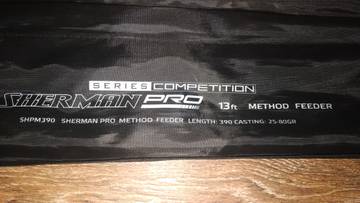 SERIES COMPETITION
SHERMAN PRO 13ft METHOD FEEDER
SHPM390 SHERMAN PRO METHOD FEEDER LENGTH: 390 CASTING: 25-80GR